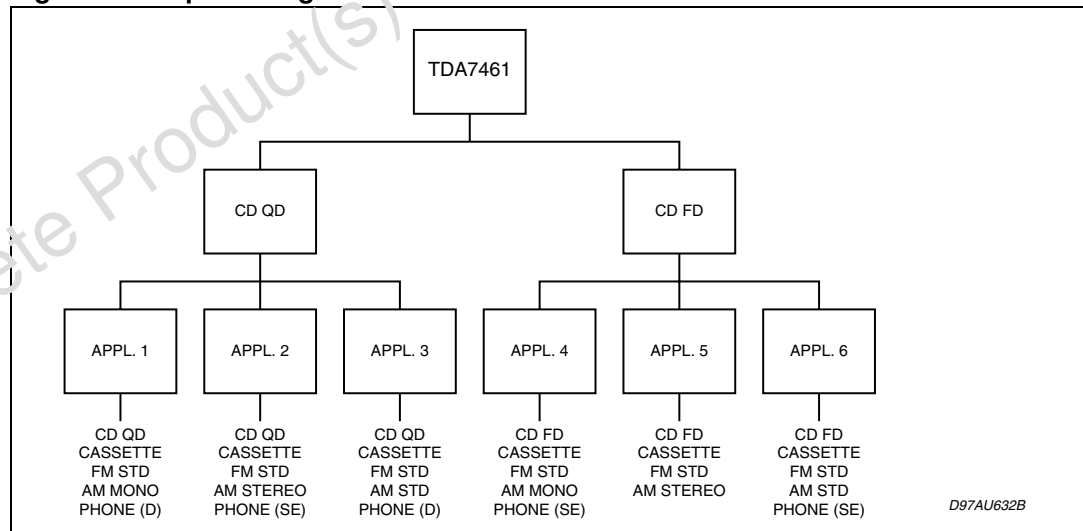 TDA7461
CD QD
CD FD
APPL. 1
APPL. 2
APPL. 3
APPL. 4
APPL. 5
APPL. 6
CD QD
CASSETTE
FM STD
AM MONO
PHONE (D)
CD QD
CASSETTE
FM STD
AM STEREO
PHONE (SE)
CD QD
CASSETTE
FM STD
AM STD
PHONE (D)
CD FD
CASSETTE
FM STD
AM MONO
PHONE (SE)
CD FD
CASSETTE
FM STD
AM STEREO
CD FD
CASSETTE
FM STD
AM STD
PHONE (SE)
D97AU632B
Product(s)